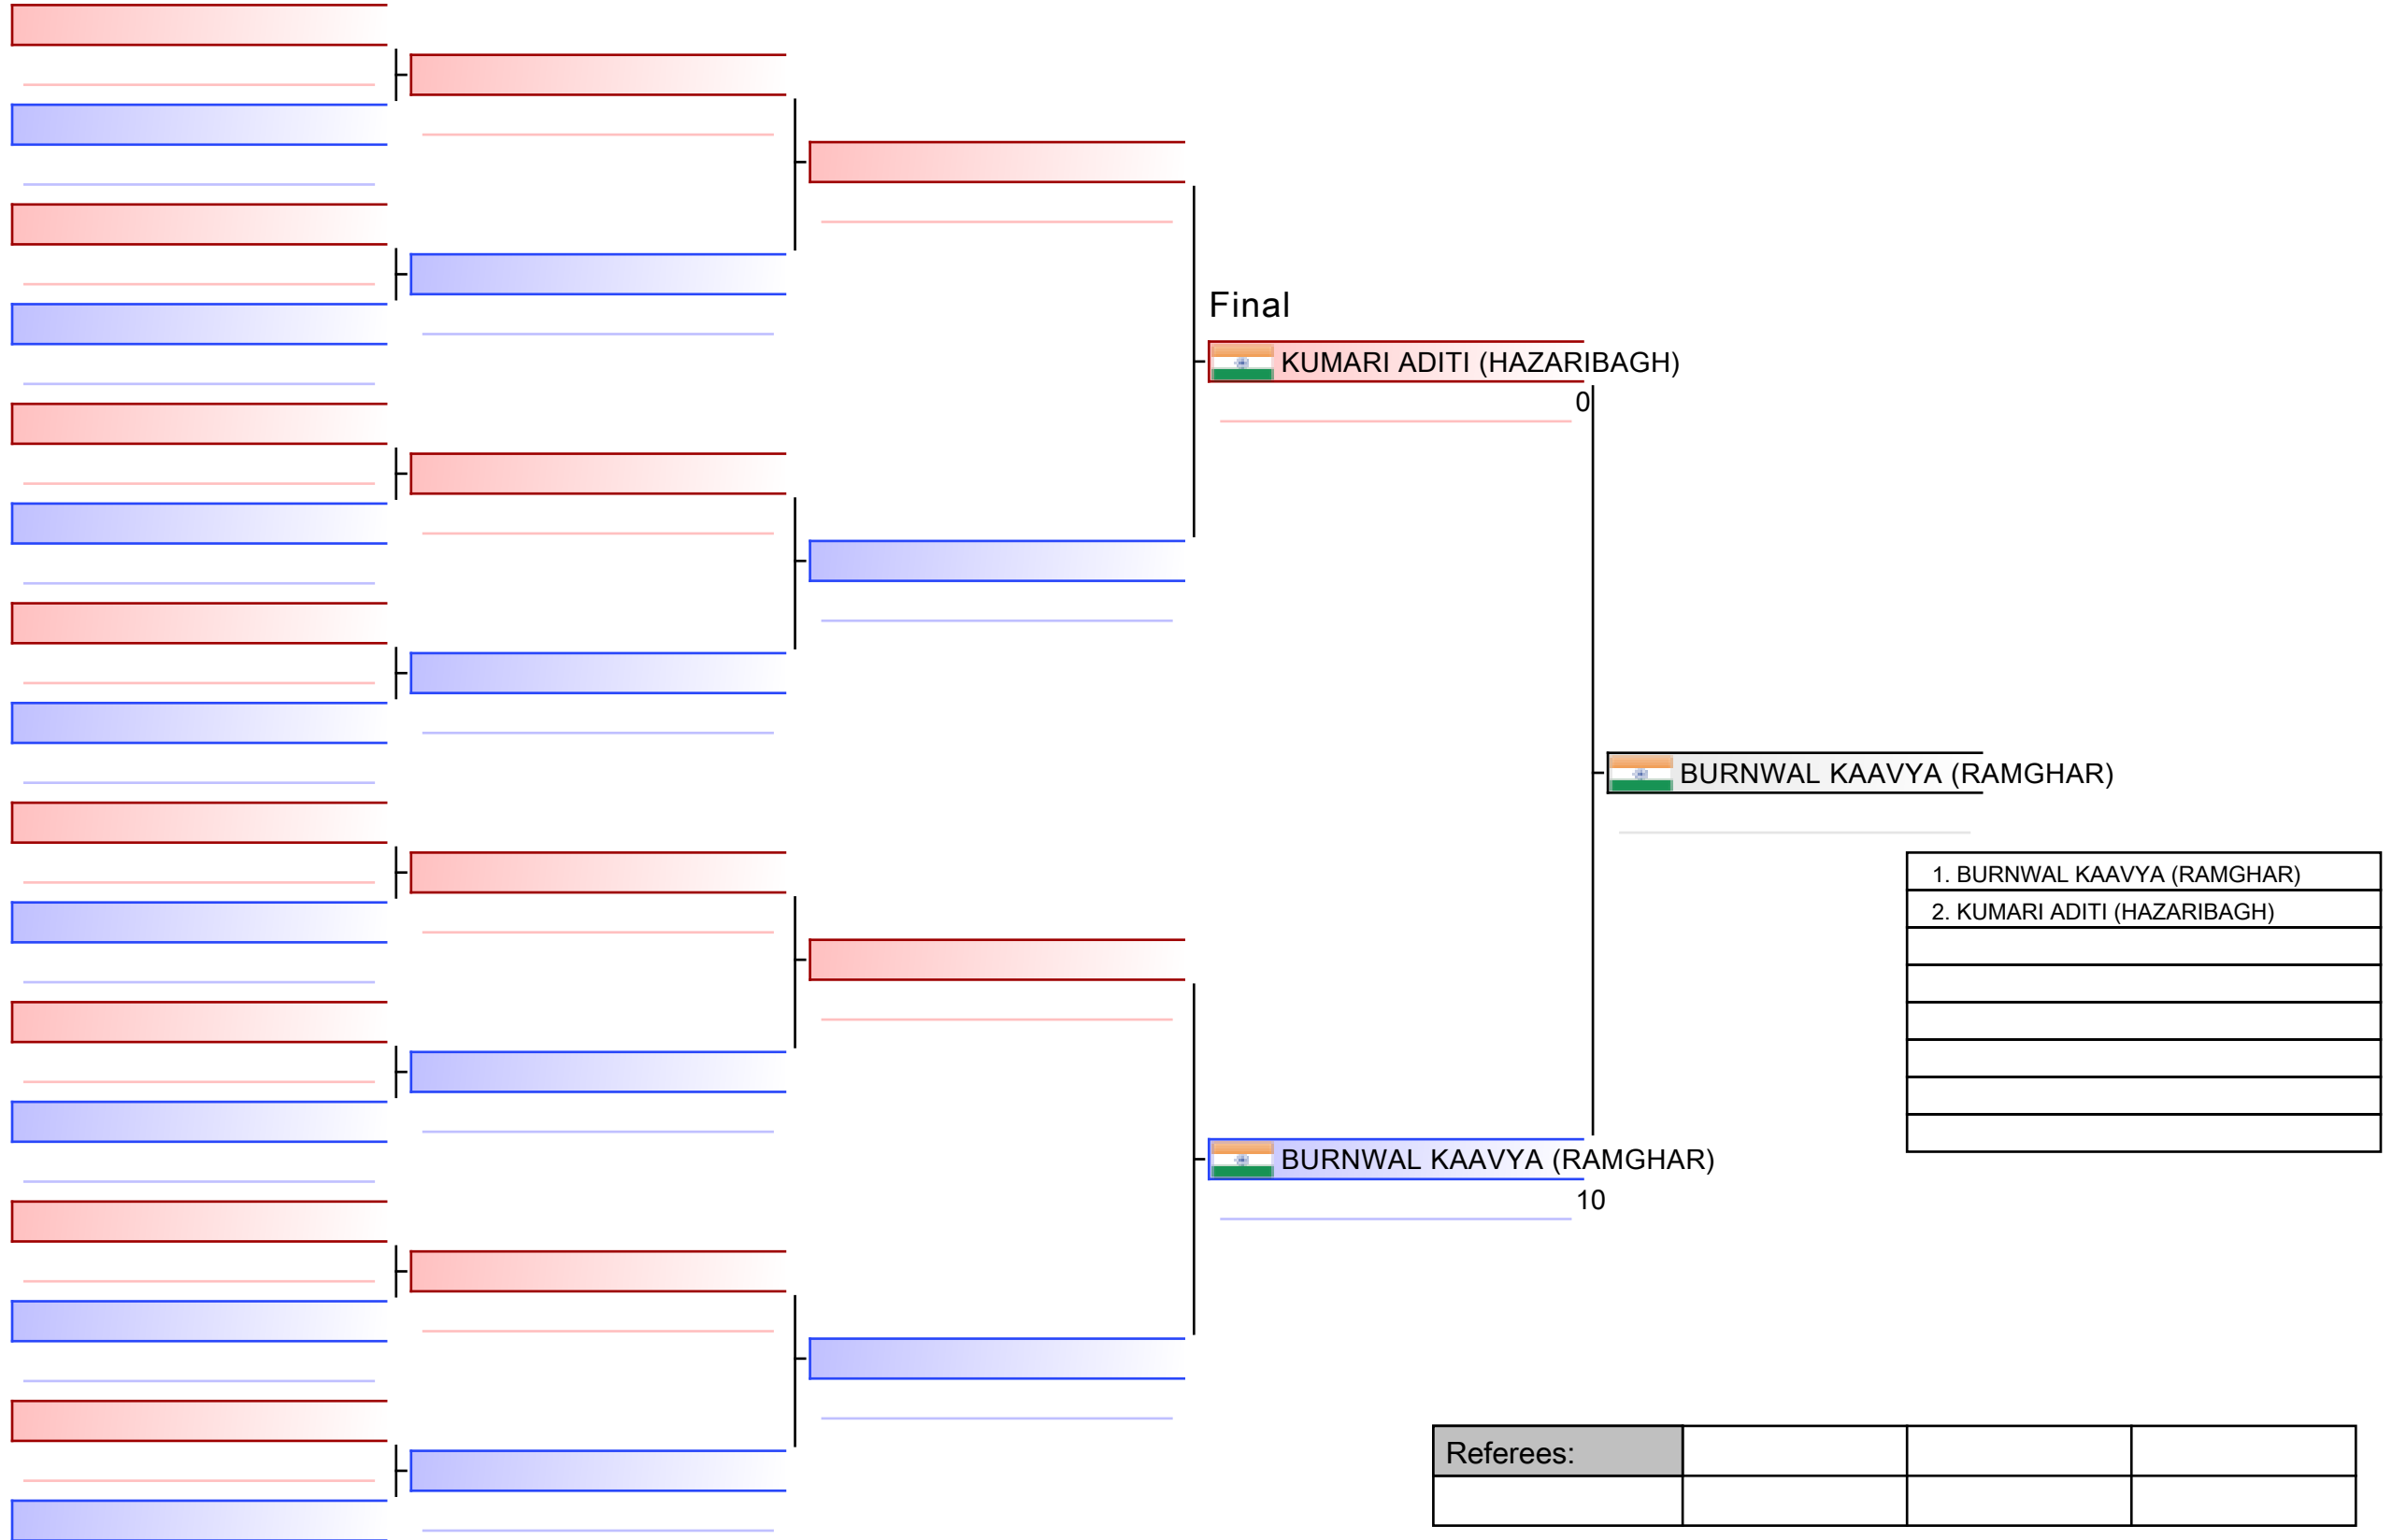 Final
KUMARI ADITI (HAZARIBAGH)
0
BURNWAL KAAVYA (RAMGHAR)
1. BURNWAL KAAVYA (RAMGHAR)
2. KUMARI ADITI (HAZARIBAGH)
BURNWAL KAAVYA (RAMGHAR)
10
Referees: